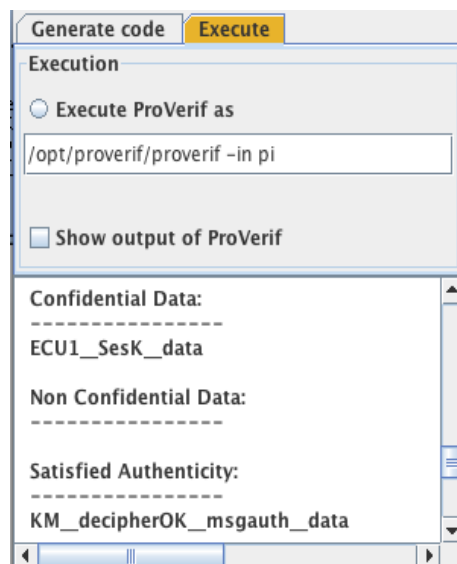 Generate code Execute
Execution
Execute ProVerif as
/opt/proverif/proverif -in pi
Show output of ProVerif
Confidential Data:
----------------
ECU1__SesK__data
Non Confidential Data:
----------------
Satisfied Authenticity:
----------------
KM__decipherOK__msgauth__data